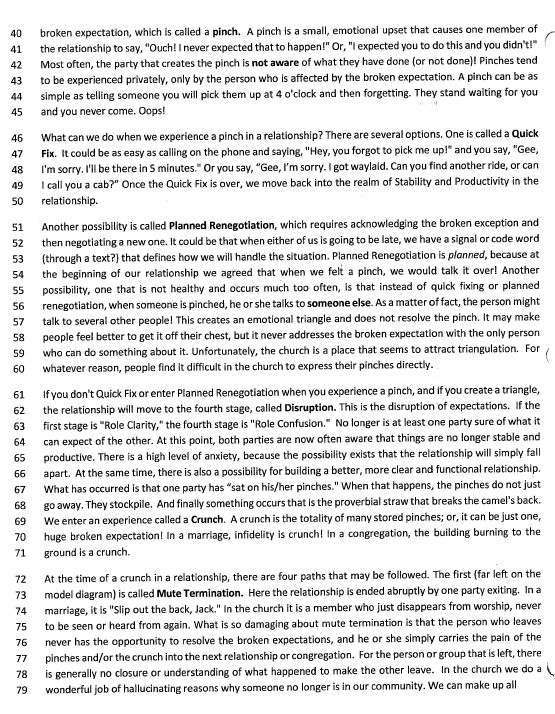 40 broken expectation, which is called a pinch. A pinch is a small, emotional upset that causes one member of
41 the relationship to say, "Ouch! I never expected that to happen!" Or, "I expected you to do this and you didn't!"
42 Most often, the party that creates the pinch is not aware of what they have done (or not done)! Pinches tend
43 to be experienced privately, only by the person who is affected by the broken expectation. A pinch can be as
44 simple as telling someone you will pick them up at 4 o'clock and then forgetting. They stand waiting for you
45 and you never come. Oops!
46 What can we do when we experience a pinch in a relationship? There are several options. One is called a Quick
47 Fix. It could be as easy as calling on the phone and saying, "Hey, you forgot to pick me up!" and you say, "Gee,
48 I'm sorry. I'll be there in 5 minutes." Or you say, "Gee, I'm sorry. I got waylaid. Can you find another ride, or can
49 I call you a cab?" Once the Quick Fix is over, we move back into the realm of Stability and Productivity in the
50 relationship.
51 Another possibility is called Planned Renegotiation, which requires acknowledging the broken exception and
52 then negotiating a new one. It could be that when either of us is going to be late, we have a signal or code word
53 (through a text?) that defines how we will handle the situation. Planned Renegotiation is planned, because at
54 the beginning of our relationship we agreed that when we felt a pinch, we would talk it over! Another
55 possibility, one that is not healthy and occurs much too often, is that instead of quick fixing or planned
56 renegotiation, when someone is pinched, he or she talks to someone else. As a matter of fact, the person might
57 talk to several other people! This creates an emotional triangle and does not resolve the pinch. It may make
58 people feel better to get it off their chest, but it never addresses the broken expectation with the only person
59 who can do something about it. Unfortunately, the church is a place that seems to attract triangulation. For
60 whatever reason, people find it difficult in the church to express their pinches directly.
61 If you don't Quick Fix or enter Planned Renegotiation when you experience a pinch, and if you create a triangle,
62 the relationship will move to the fourth stage, called Disruption. This is the disruption of expectations. If the
63 first stage is "Role Clarity," the fourth stage is "Role Confusion." No longer is at least one party sure of what it
64 can expect of the other. At this point, both parties are now often aware that things are no longer stable and
65 productive. There is a high level of anxiety, because the possibility exists that the relationship will simply fall
66 apart. At the same time, there is also a possibility for building a better, more clear and functional relationship.
67 What has occurred is that one party has "sat on his/her pinches." When that happens, the pinches do not just
68 go away. They stockpile. And finally something occurs that is the proverbial straw that breaks the camel's back.
69 We enter an experience called a Crunch. A crunch is the totality of many stored pinches; or, it can be just one,
70 huge broken expectation! In a marriage, infidelity is crunch! In a congregation, the building burning to the
71 ground is a crunch.
72 At the time of a crunch in a relationship, there are four paths that may be followed. The first (far left on the
73 model diagram) is called Mute Termination. Here the relationship is ended abruptly by one party exiting. In a
74 marriage, it is "Slip out the back, Jack." In the church it is a member who just disappears from worship, never
75 to be seen or heard from again. What is so damaging about mute termination is that the person who leaves
76 never has the opportunity to resolve the broken expectations, and he or she simply carries the pain of the
77 pinches and/or the crunch into the next relationship or congregation. For the person or group that is left, there
78 is generally no closure or understanding of what happened to make the other leave. In the church we do a
79 wonderful job of hallucinating reasons why someone no longer is in our community. We can make up all